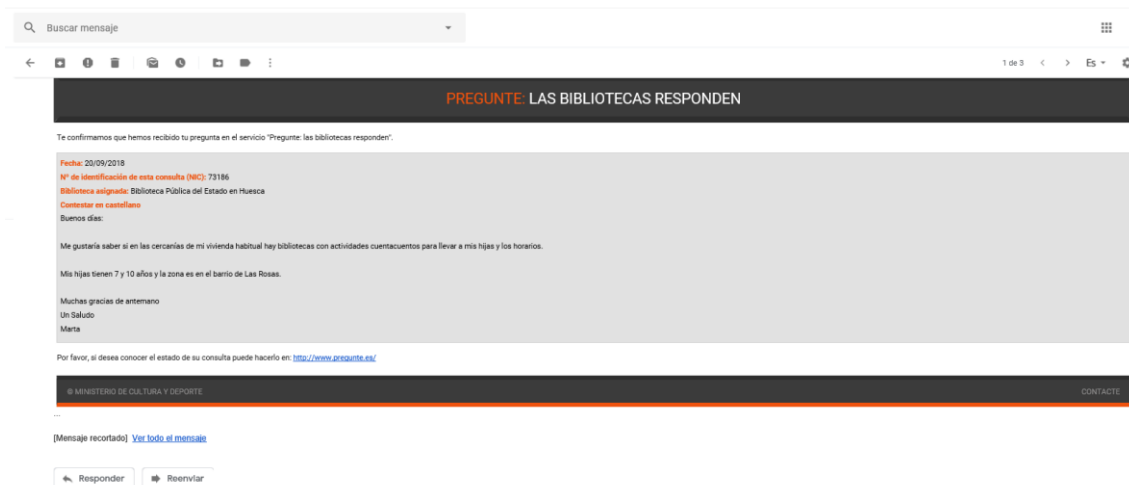 Buscar mensaje
1 de 3
Es
PREGUNTE: LAS BIBLIOTECAS RESPONDEN
Te confirmamos que hemos recibido tu pregunta en el servicio "Pregunte: las bibliotecas responden".
Fecha: 20/09/2018
Nº de identificación de esta consulta (NIC): 73186
Biblioteca asignada: Biblioteca Pública del Estado en Huesca
Contestar en castellano
Buenos días:
Me gustaría saber si en las cercanías de mi vivienda habitual hay bibliotecas con actividades cuentacuentos para llevar a mis hijas y los horarios.
Mis hijas tienen 7 y 10 años y la zona es en el barrio de Las Rosas.
Muchas gracias de antemano
Un Saludo
Marta
Por favor, si desea conocer el estado de su consulta puede hacerlo en: http://www.pregunte.es/
© MINISTERIO DE CULTURA Y DEPORTE CONTACTE
...
[Mensaje recortado] Ver todo el mensaje
Responder Reenviar